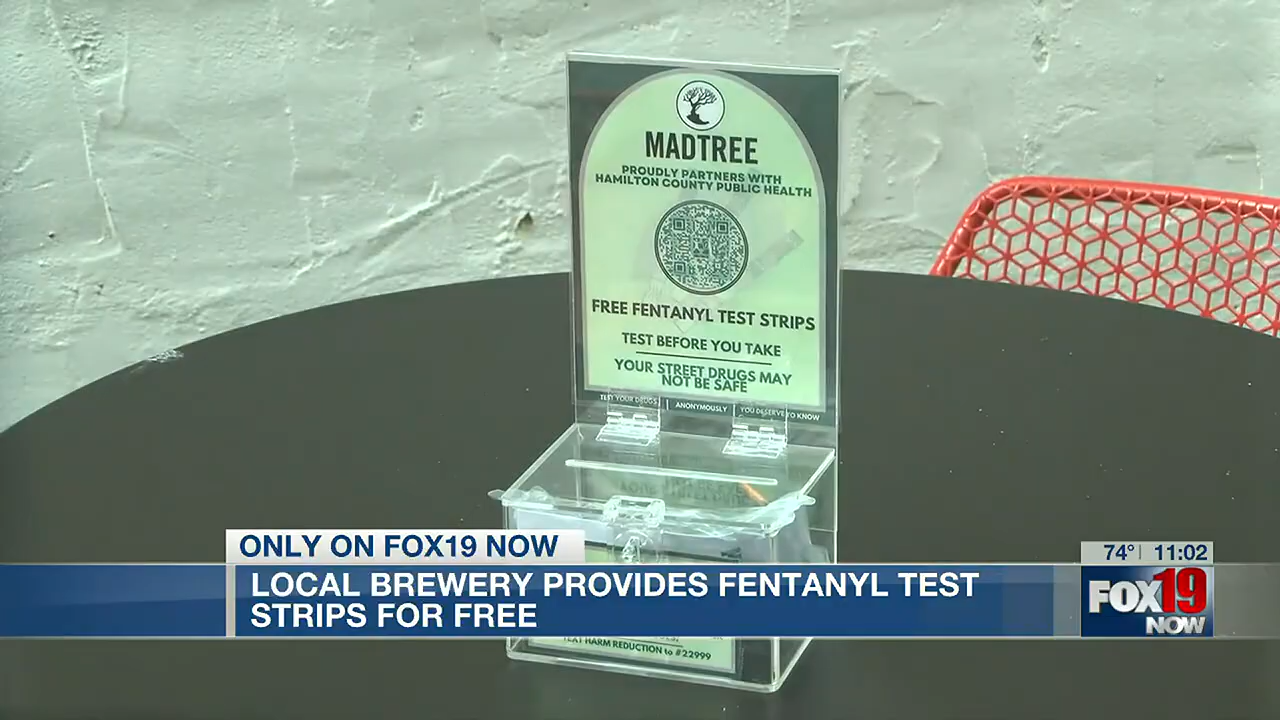 MADTREE
PROUDLY PARTNERS WITH
HAMILTON COUNTY PUBLIC HEALTH
FREE FENTANYL TEST STRIPS
TEST BEFORE YOU TAKE
YOUR STREET DRUGS MAY
NOT BE SAFE
TEST YOUR DRUGS | ANONYMOUSLY | YOU DESERVE TO KNOW
ONLY ON FOX19 NOW
LOCAL BREWERY PROVIDES FENTANYL TEST
STRIPS FOR FREE
74° | 11:02
FOX19
NOW
TEXT HARM REDUCTION to #22999